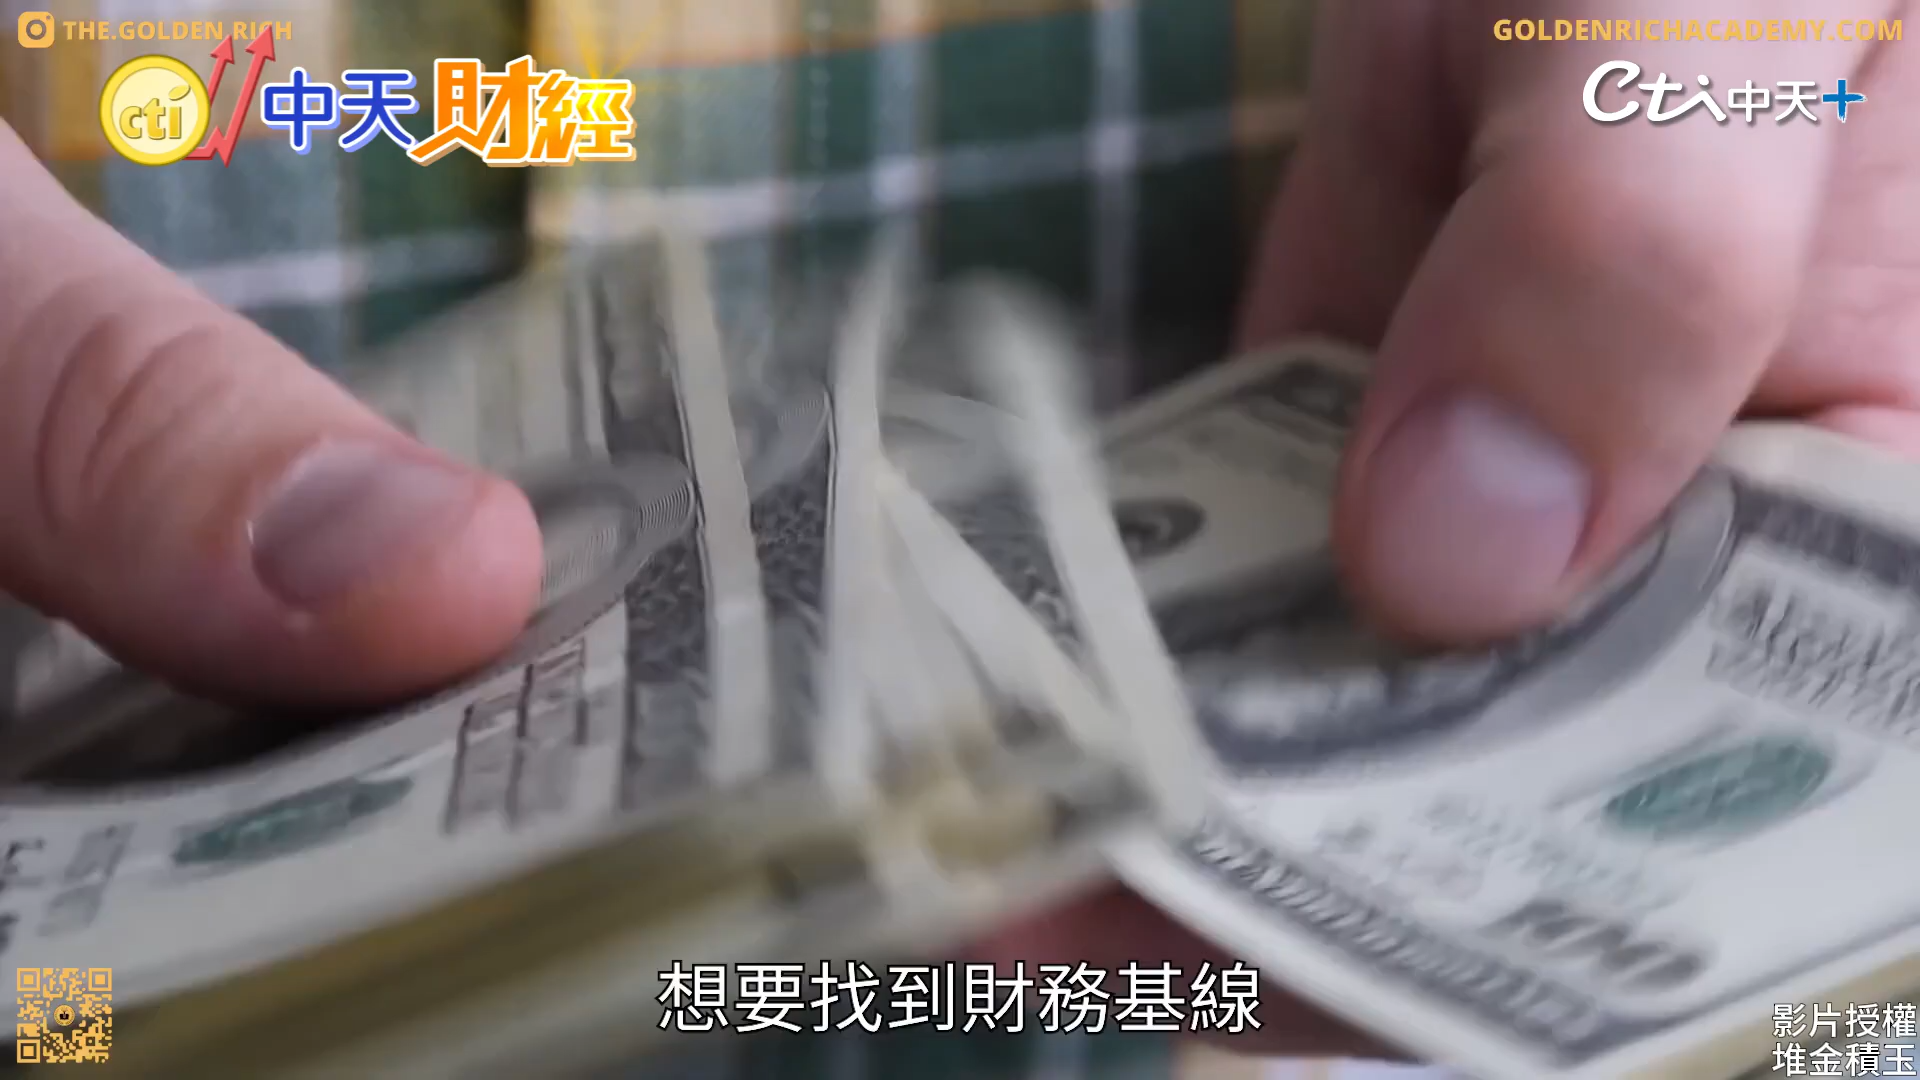 THE.GOLDEN.RICH
GOLDENRICHACADEMY.COM
cti 中天財經
Cti中天+
想要找到財務基線
影片授權
堆金積玉